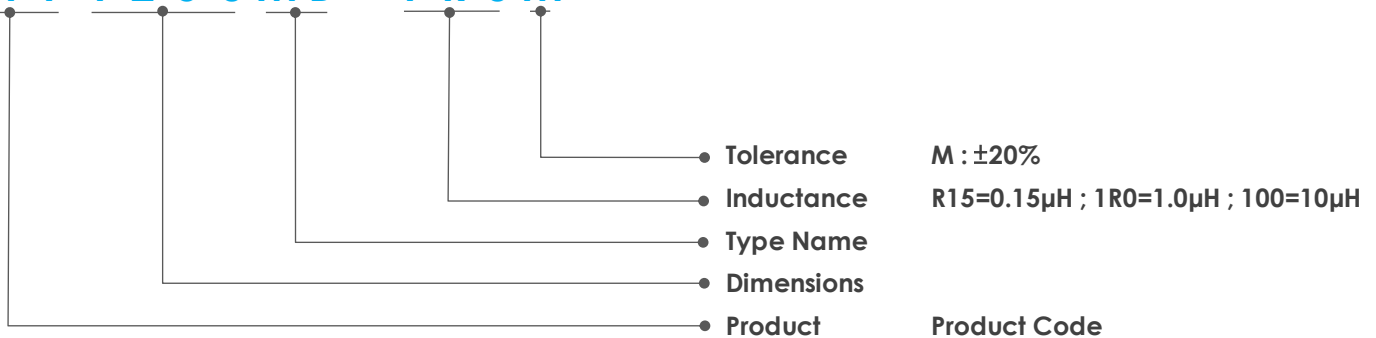 Tolerance M : ±20%
Inductance R15=0.15µH ; 1R0=1.0µH ; 100=10µH
Type Name
Dimensions
Product Product Code